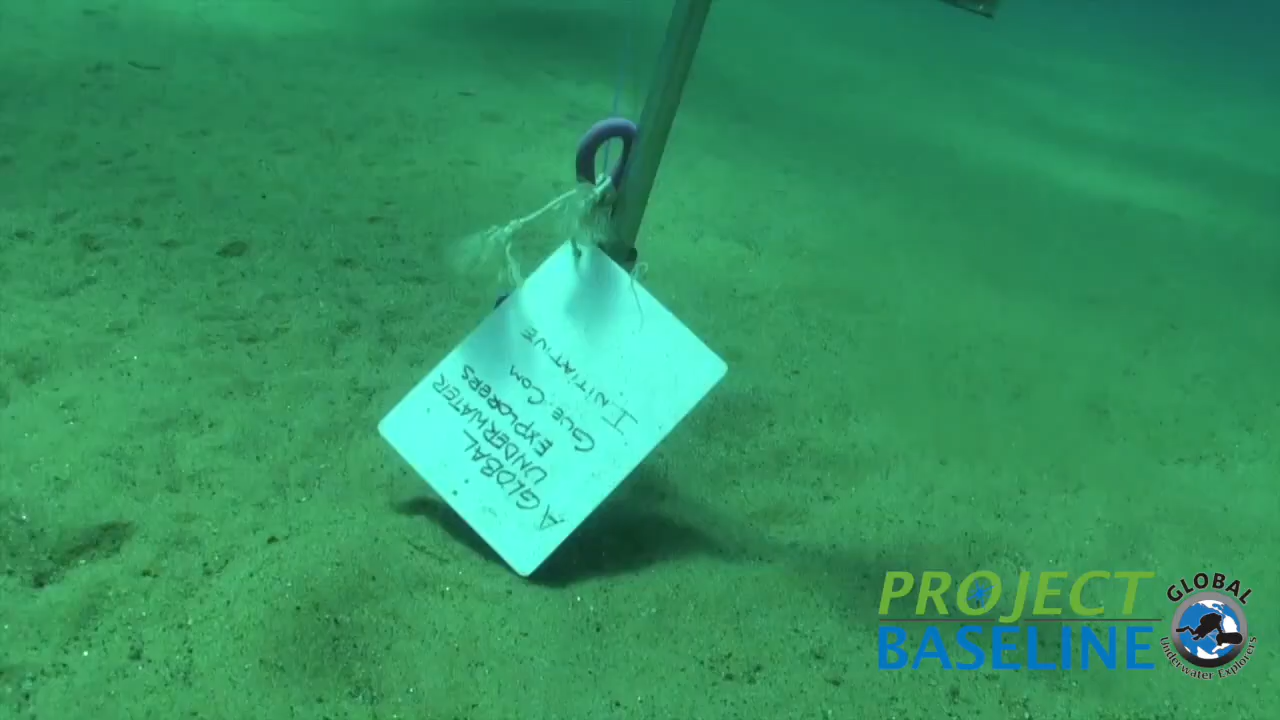 A GLOBAL
UNDERWATER
EXPLORERS
GUE.COM
INITIATIVE
PROJECT
BASELINE
GLOBAL
Underwater Explorers